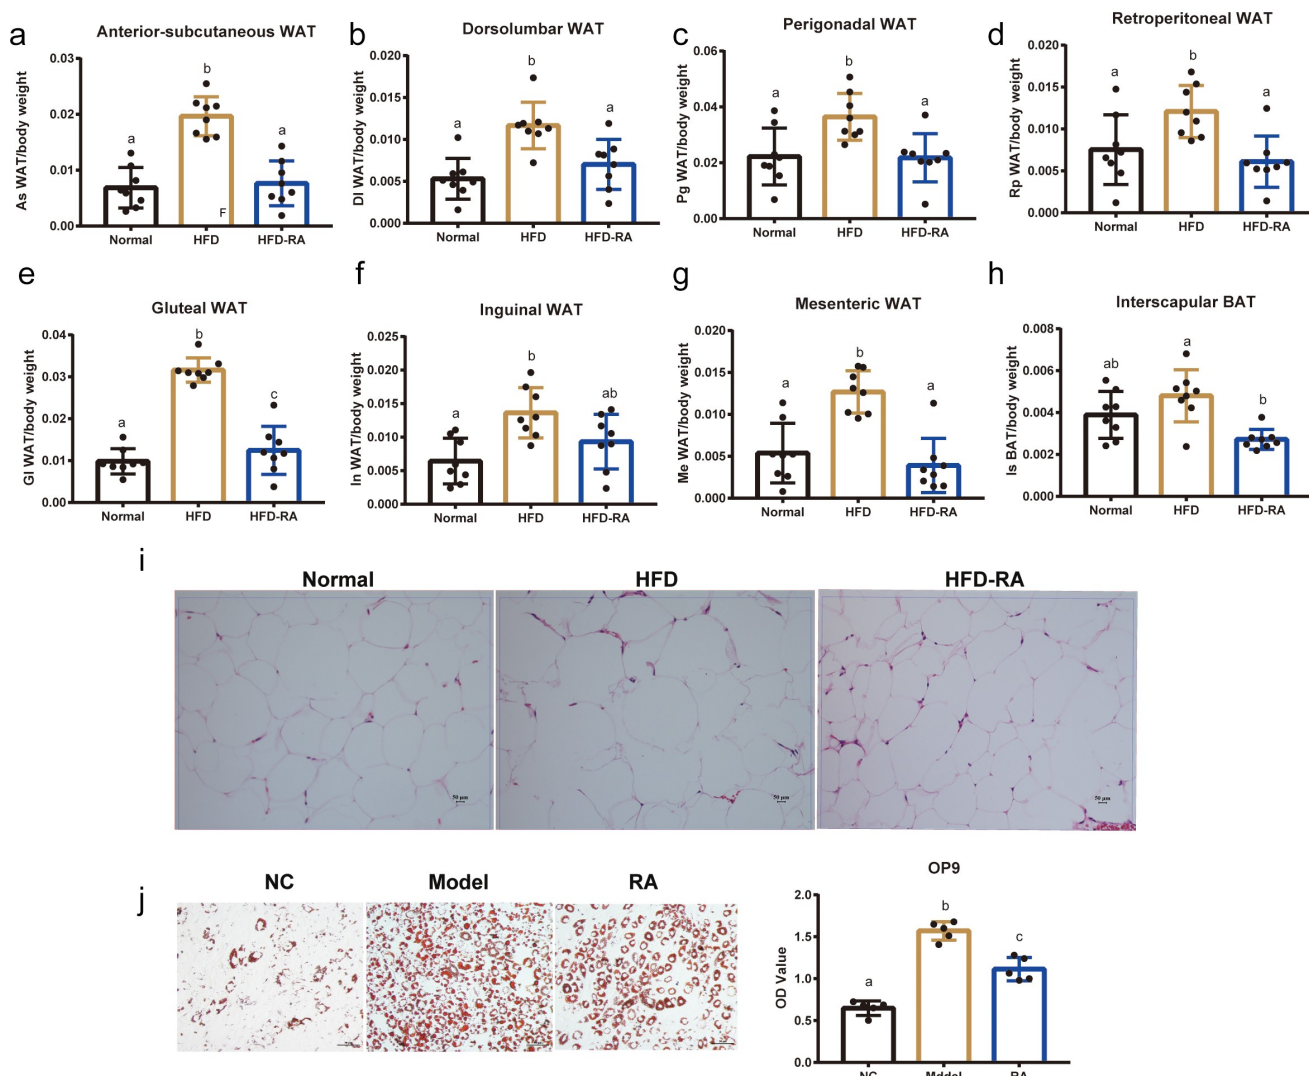 a
Anterior-subcutaneous WAT
As WAT/body weight
0.03
0.02
0.01
0.00
a
b
a
F
Normal
HFD
HFD-RA
b
Dorsolumbar WAT
Dl WAT/body weight
0.020
0.015
0.010
0.005
0.000
a
b
a
Normal
HFD
HFD-RA
c
Perigonadal WAT
Pg WAT/body weight
0.06
0.04
0.02
0.00
a
b
a
Normal
HFD
HFD-RA
d
Retroperitoneal WAT
Rp WAT/body weight
0.020
0.015
0.010
0.005
0.000
a
b
a
Normal
HFD
HFD-RA
e
Gluteal WAT
Gl WAT/body weight
0.04
0.03
0.02
0.01
0.00
a
b
c
Normal
HFD
HFD-RA
f
Inguinal WAT
In WAT/body weight
0.025
0.020
0.015
0.010
0.005
0.000
a
b
ab
Normal
HFD
HFD-RA
g
Mesenteric WAT
Me WAT/body weight
0.020
0.015
0.010
0.005
0.000
a
b
a
Normal
HFD
HFD-RA
h
Interscapular BAT
Is BAT/body weight
0.008
0.006
0.004
0.002
0.000
ab
a
b
Normal
HFD
HFD-RA
i
Normal
HFD
HFD-RA
50 μm
50 μm
50 μm
j
NC
Model
RA
OP9
OD Value
2.0
1.5
1.0
0.5
0.0
a
b
c
NC
Mddel
RA